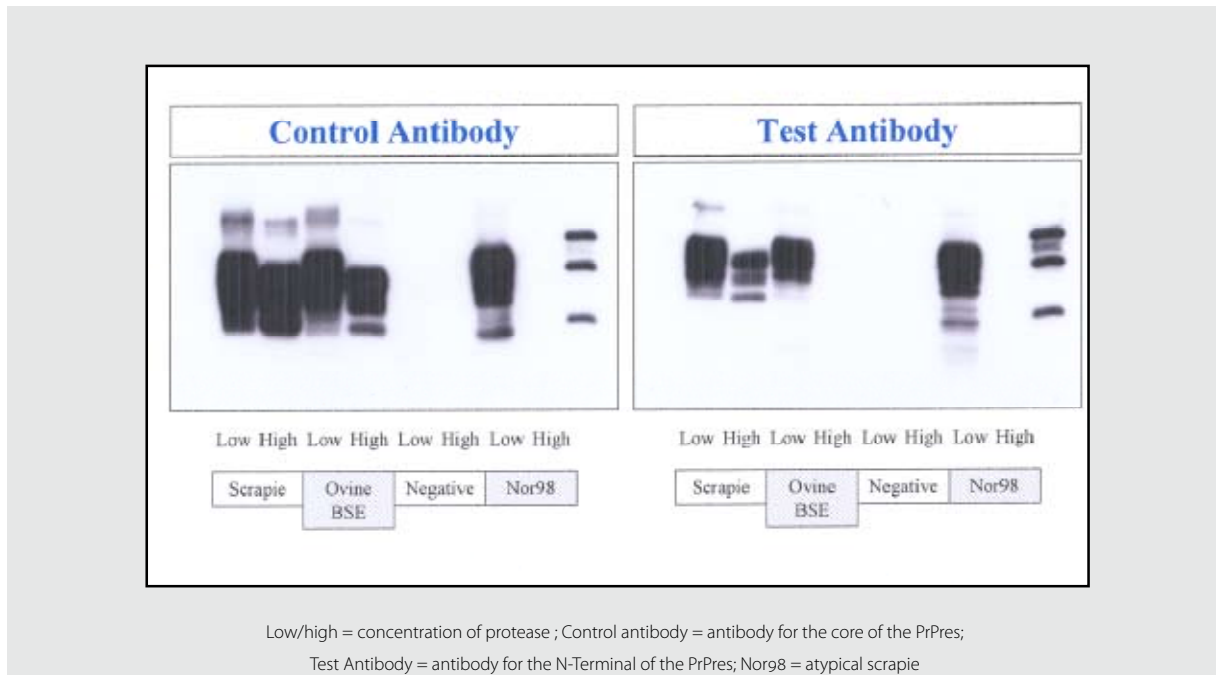 Control Antibody
Test Antibody
Low High Low High Low High Low High
Low High Low High Low High Low High
Scrapie Ovine BSE Negative Nor98
Scrapie Ovine BSE Negative Nor98
Low/high = concentration of protease ; Control antibody = antibody for the core of the PrPres;
Test Antibody = antibody for the N-Terminal of the PrPres; Nor98 = atypical scrapie